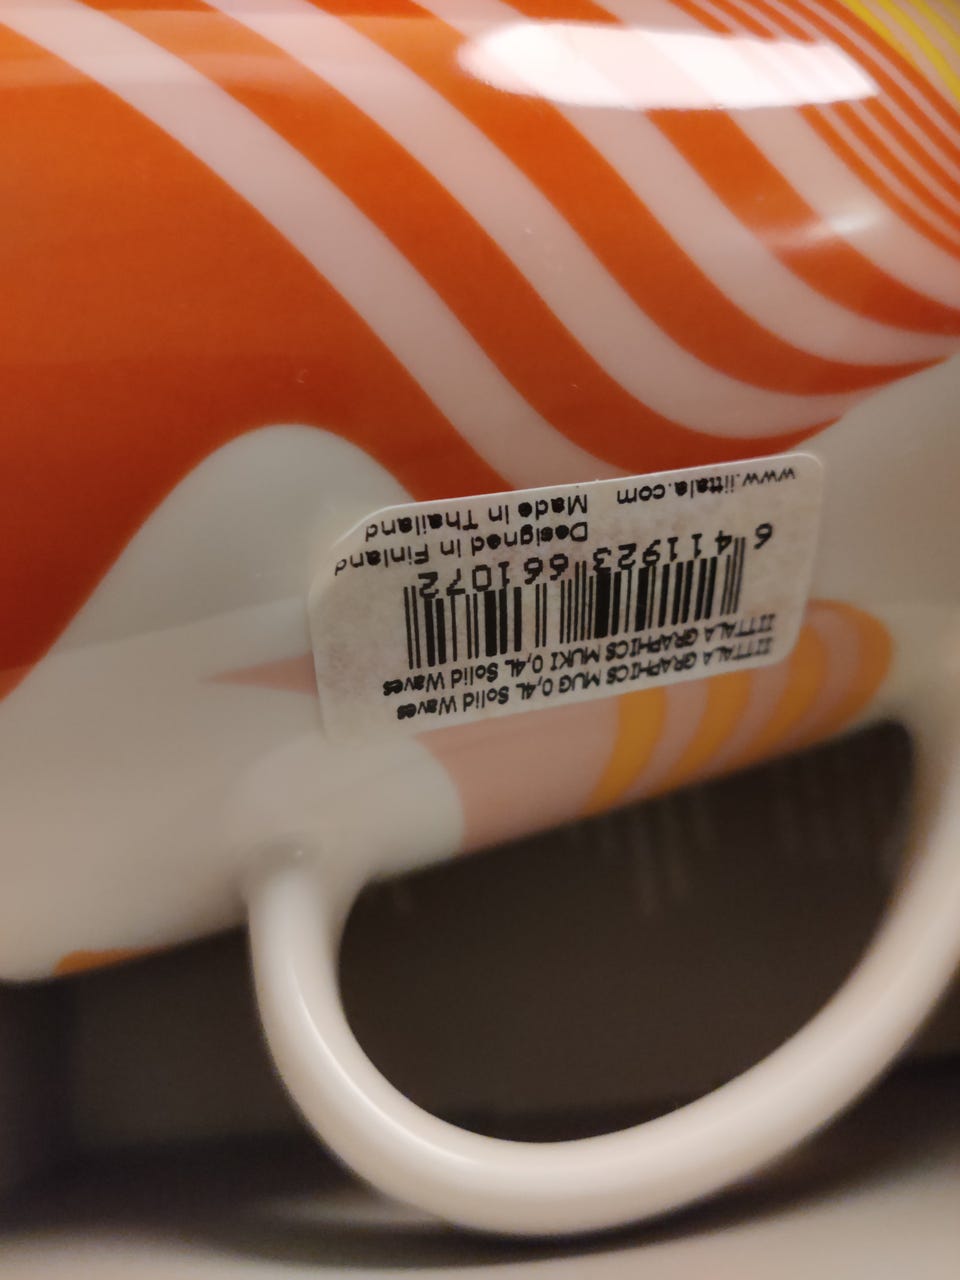 IITTALA GRAPHICS MUG 0,4L Solid Waves
IITTALA GRAPHICS MUKI 0,4L Solid Waves
6 411923 661072
Designed in Finland
www.iittala.com Made in Thailand